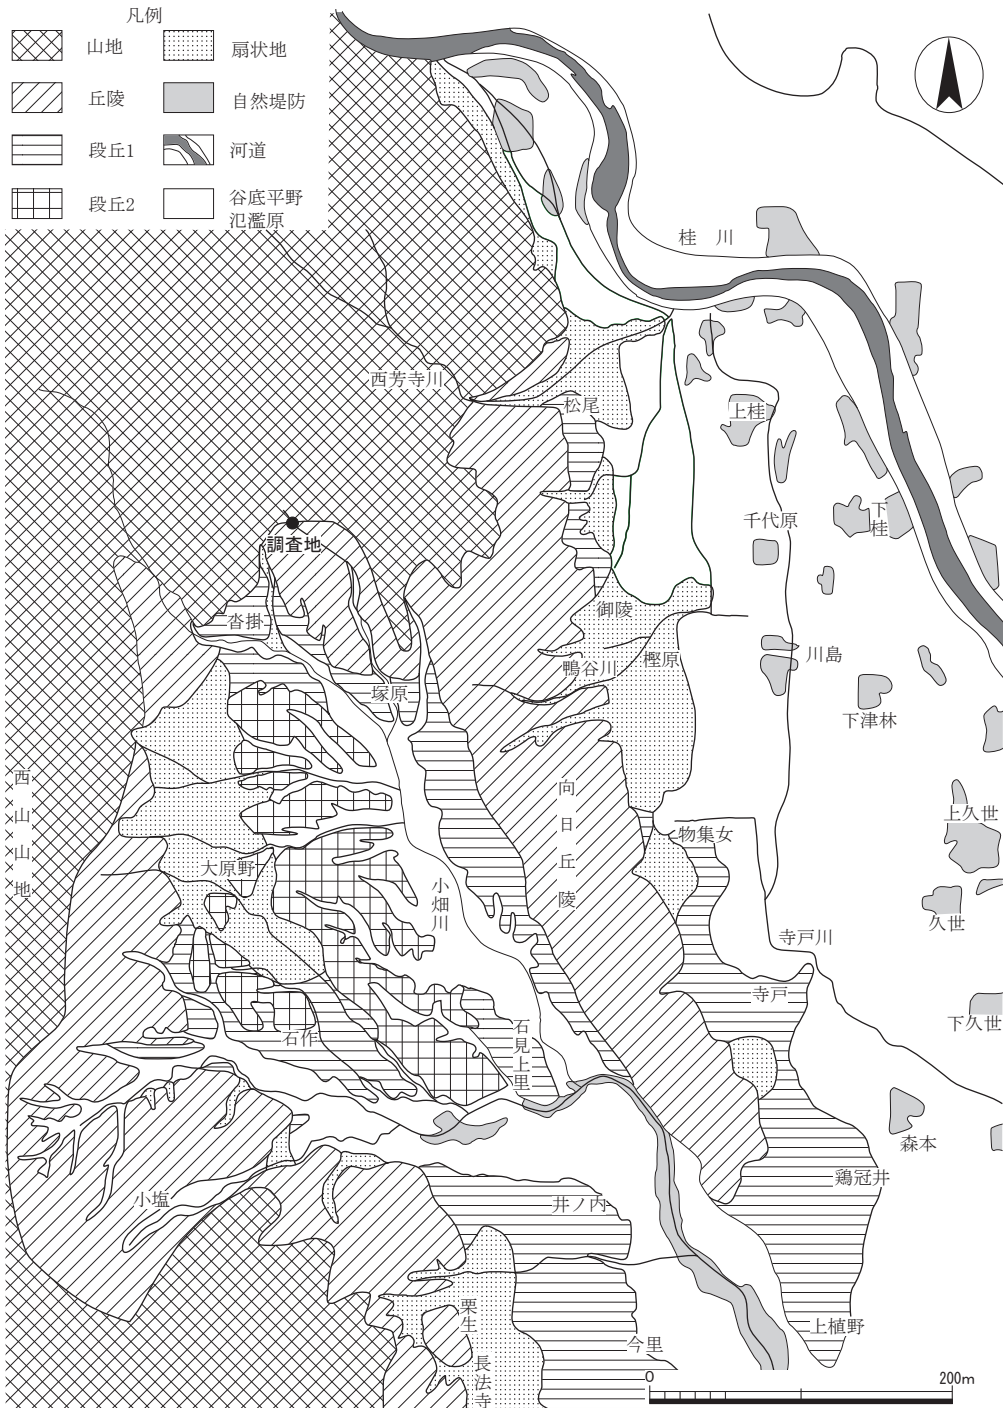 凡例
山地
扇状地
丘陵
自然堤防
段丘1
河道
段丘2
谷底平野
氾濫原
桂 川
西芳寺川
松尾
上桂
下桂
千代原
調査地
沓掛
御陵
鴨谷川
樫原
川島
下津林
塚原
西山山地
向日丘陵
上久世
物集女
大原野
小畑川
久世
寺戸川
寺戸
下久世
石作
石見上里
森本
鶏冠井
小塩
井ノ内
粟生
長法寺
今里
上植野
0
200m